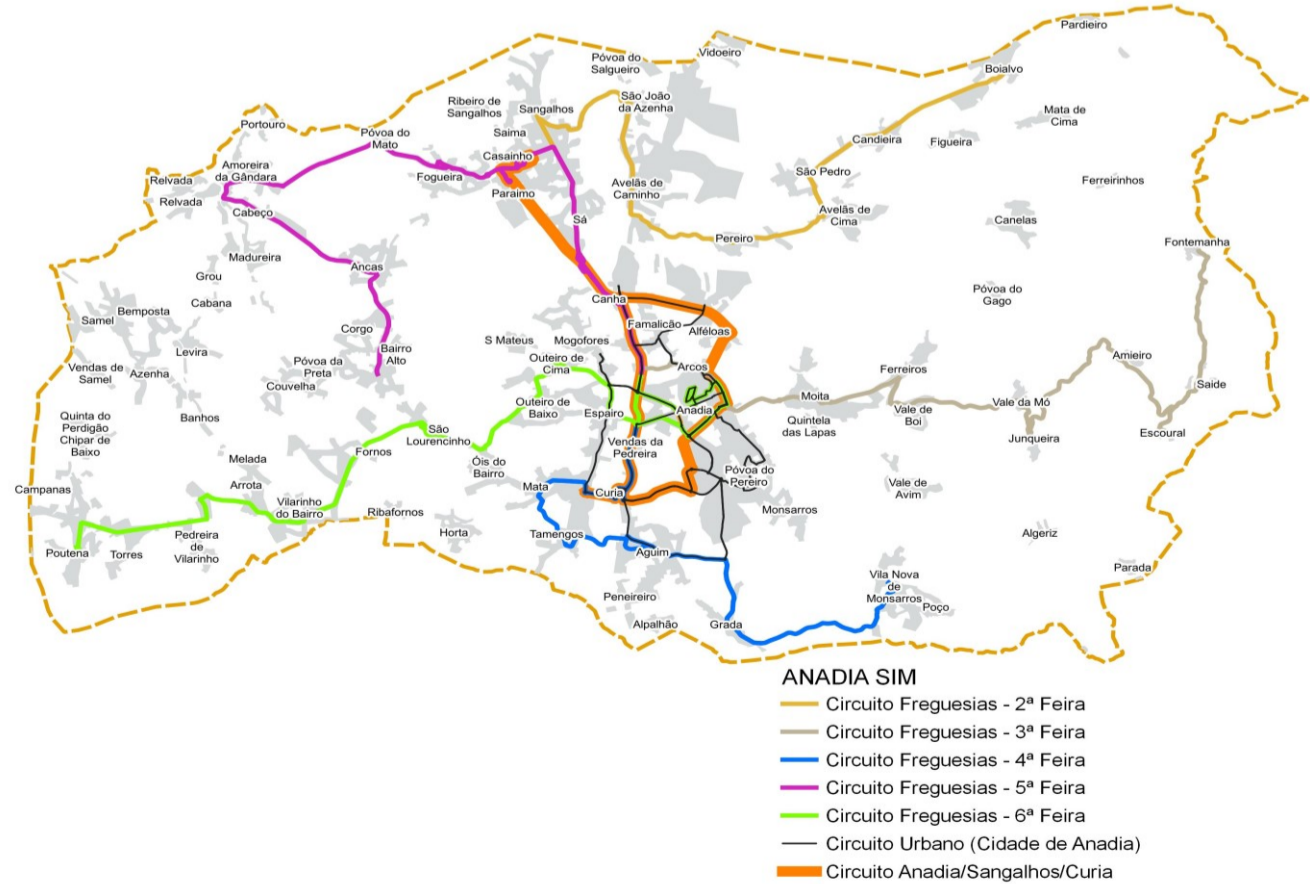 Pardieiro
Vidoeiro
Póvoa do
Salgueiro
Boialvo
São João
da Azenha
Ribeiro de
Sangalhos
Sangalhos
Mata de
Cima
Portouro
Póvoa do
Mato
Saima
Candieira
Figueira
Casainho
Amoreira
da Gândara
Fogueira
São Pedro
Relvada
Ferreirinhos
Avelãs de
Caminho
Paraimo
Relvada
Cabeço
Sá
Avelãs de
Cima
Canelas
Pereiro
Fontemanha
Madureira
Ancas
Grou
Póvoa do
Gago
Cabana
Canha
Bemposta
Samel
Famalicão
Alféloas
Corgo
S Mateus
Mogofores
Levira
Bairro
Alto
Amieiro
Outeiro de
Cima
Póvoa da
Preta
Vendas de
Samel
Azenha
Arcos
Ferreiros
Couvelha
Saide
Moita
Outeiro de
Baixo
Vale da Mó
Espairo
Anadia
Vale de
Boi
Quinta do
Perdigão
Chipar de
Baixo
Banhos
Quintela
das Lapas
São
Lourencinho
Junqueira
Escoural
Vendas da
Pedreira
Fornos
Melada
Óis do
Bairro
Póvoa do
Pereiro
Campanas
Arrota
Mata
Curia
Vale de
Avim
Vilarinho
do Bairro
Ribafornos
Monsarros
Horta
Tamengos
Algeriz
Pedreira
de
Vilarinho
Poutena
Torres
Aguim
Parada
Vila Nova
de
Monsarros
Peneireiro
Poço
Alpalhão
Grada
ANADIA SIM
Circuito Freguesias - 2ª Feira
Circuito Freguesias - 3ª Feira
Circuito Freguesias - 4ª Feira
Circuito Freguesias - 5ª Feira
Circuito Freguesias - 6ª Feira
Circuito Urbano (Cidade de Anadia)
Circuito Anadia/Sangalhos/Curia